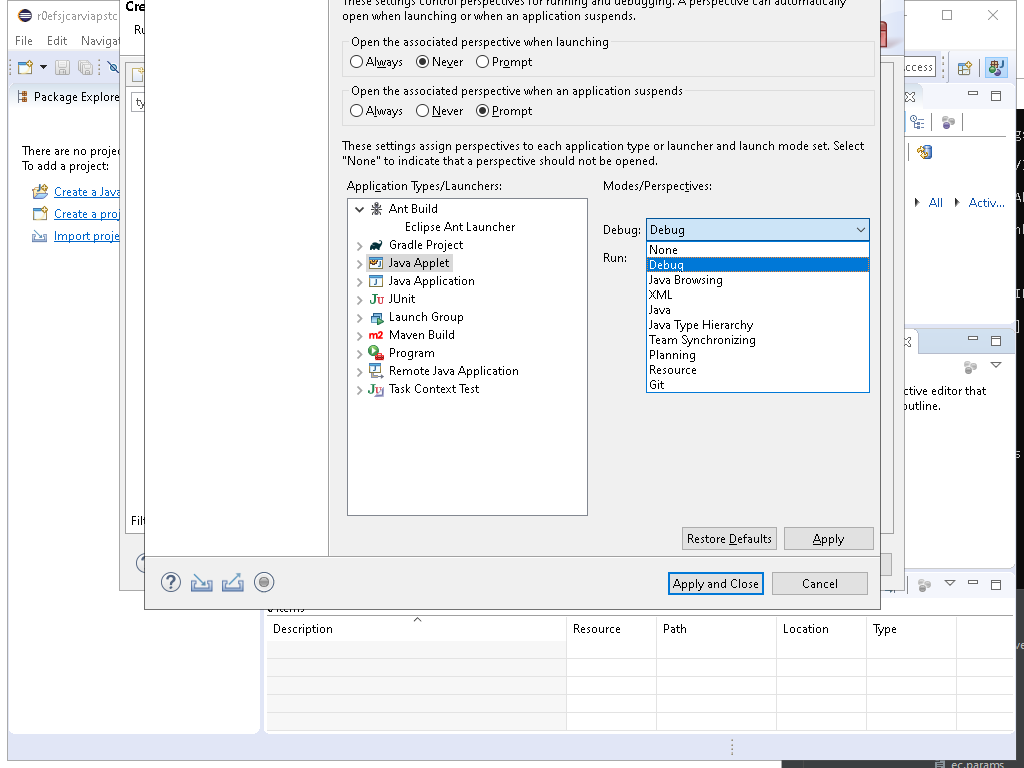 r0efsjcarviapstc
File Edit Naviga
Package Explore
There are no projec
To add a project:
Create a Java
Create a proj
Import proje
Cre
Ru
ty
Filt
These settings control perspectives for running and debugging. A perspective can automatically
open when launching or when an application suspends.
Open the associated perspective when launching
Always Never Prompt
Open the associated perspective when an application suspends
Always Never Prompt
These settings assign perspectives to each application type or launcher and launch mode set. Select
"None" to indicate that a perspective should not be opened.
Application Types/Launchers:
Modes/Perspectives:
Ant Build
Eclipse Ant Launcher
Gradle Project
Java Applet
Java Application
JUnit
Launch Group
Maven Build
Program
Remote Java Application
Task Context Test
Debug: Debug
Run:
None
Debug
Java Browsing
XML
Java
Java Type Hierarchy
Team Synchronizing
Planning
Resource
Git
Restore Defaults Apply
Apply and Close Cancel
ccess
All Activ...
ctive editor that
outline.
Description Resource Path Location Type
ec.params